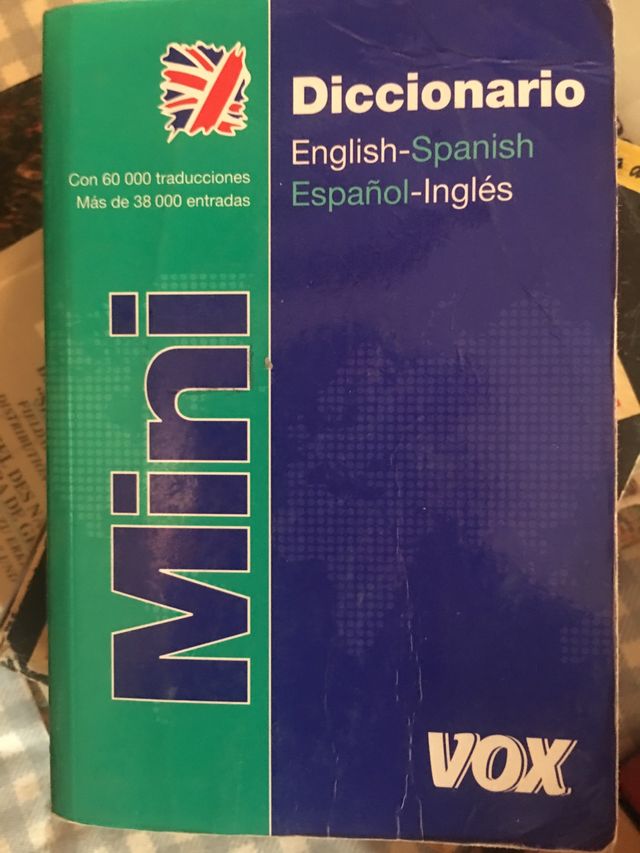 Diccionario
English-Spanish
Español-Inglés
Con 60 000 traducciones
Más de 38 000 entradas
Mini
VOX